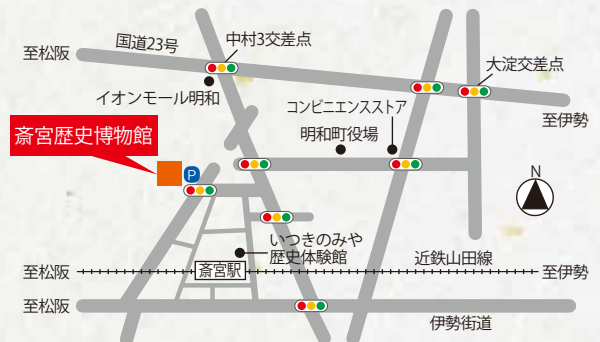 国道23号
中村3交差点
至松阪
大淀交差点
イオンモール明和
コンビニエンスストア
至伊勢
斎宮歴史博物館
明和町役場
P
N
いつきのみや
歴史体験館
近鉄山田線
至松阪
斎宮駅
至伊勢
至松阪
伊勢街道